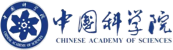 中国科学院
CHINESE ACADEMY OF SCIENCES